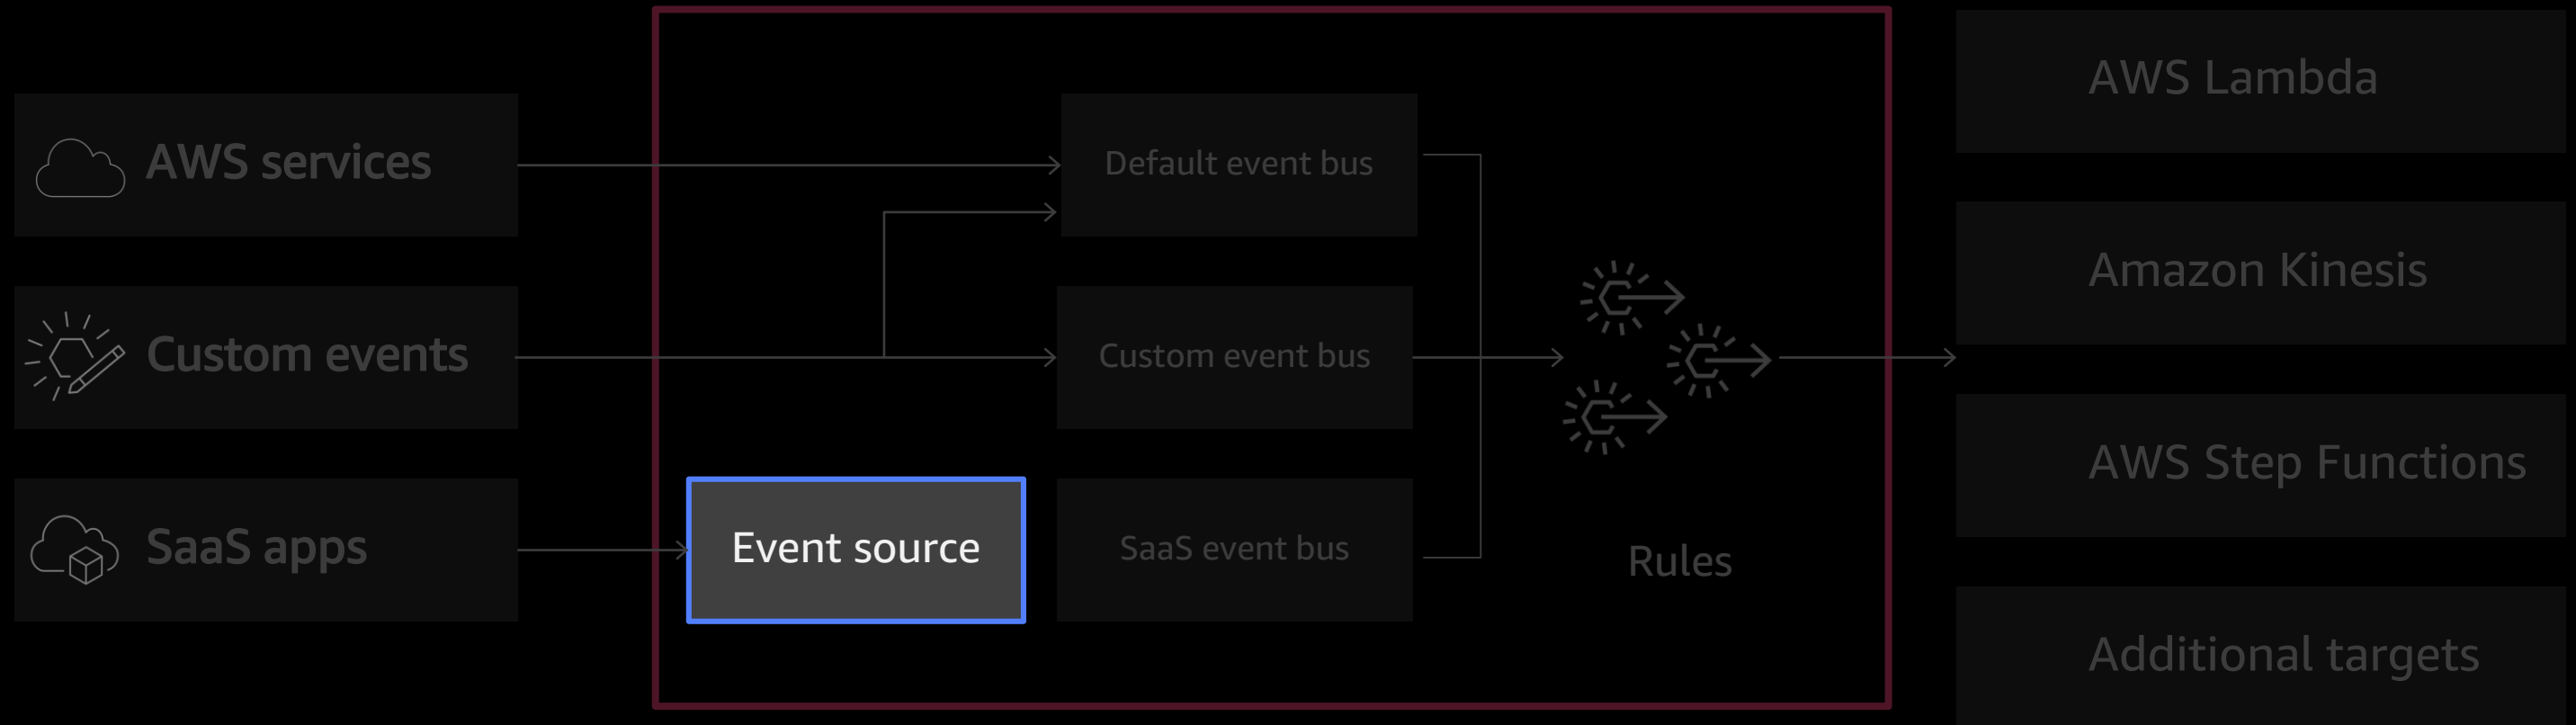 AWS services
Custom events
SaaS apps
Event source
Default event bus
Custom event bus
SaaS event bus
Rules
AWS Lambda
Amazon Kinesis
AWS Step Functions
Additional targets